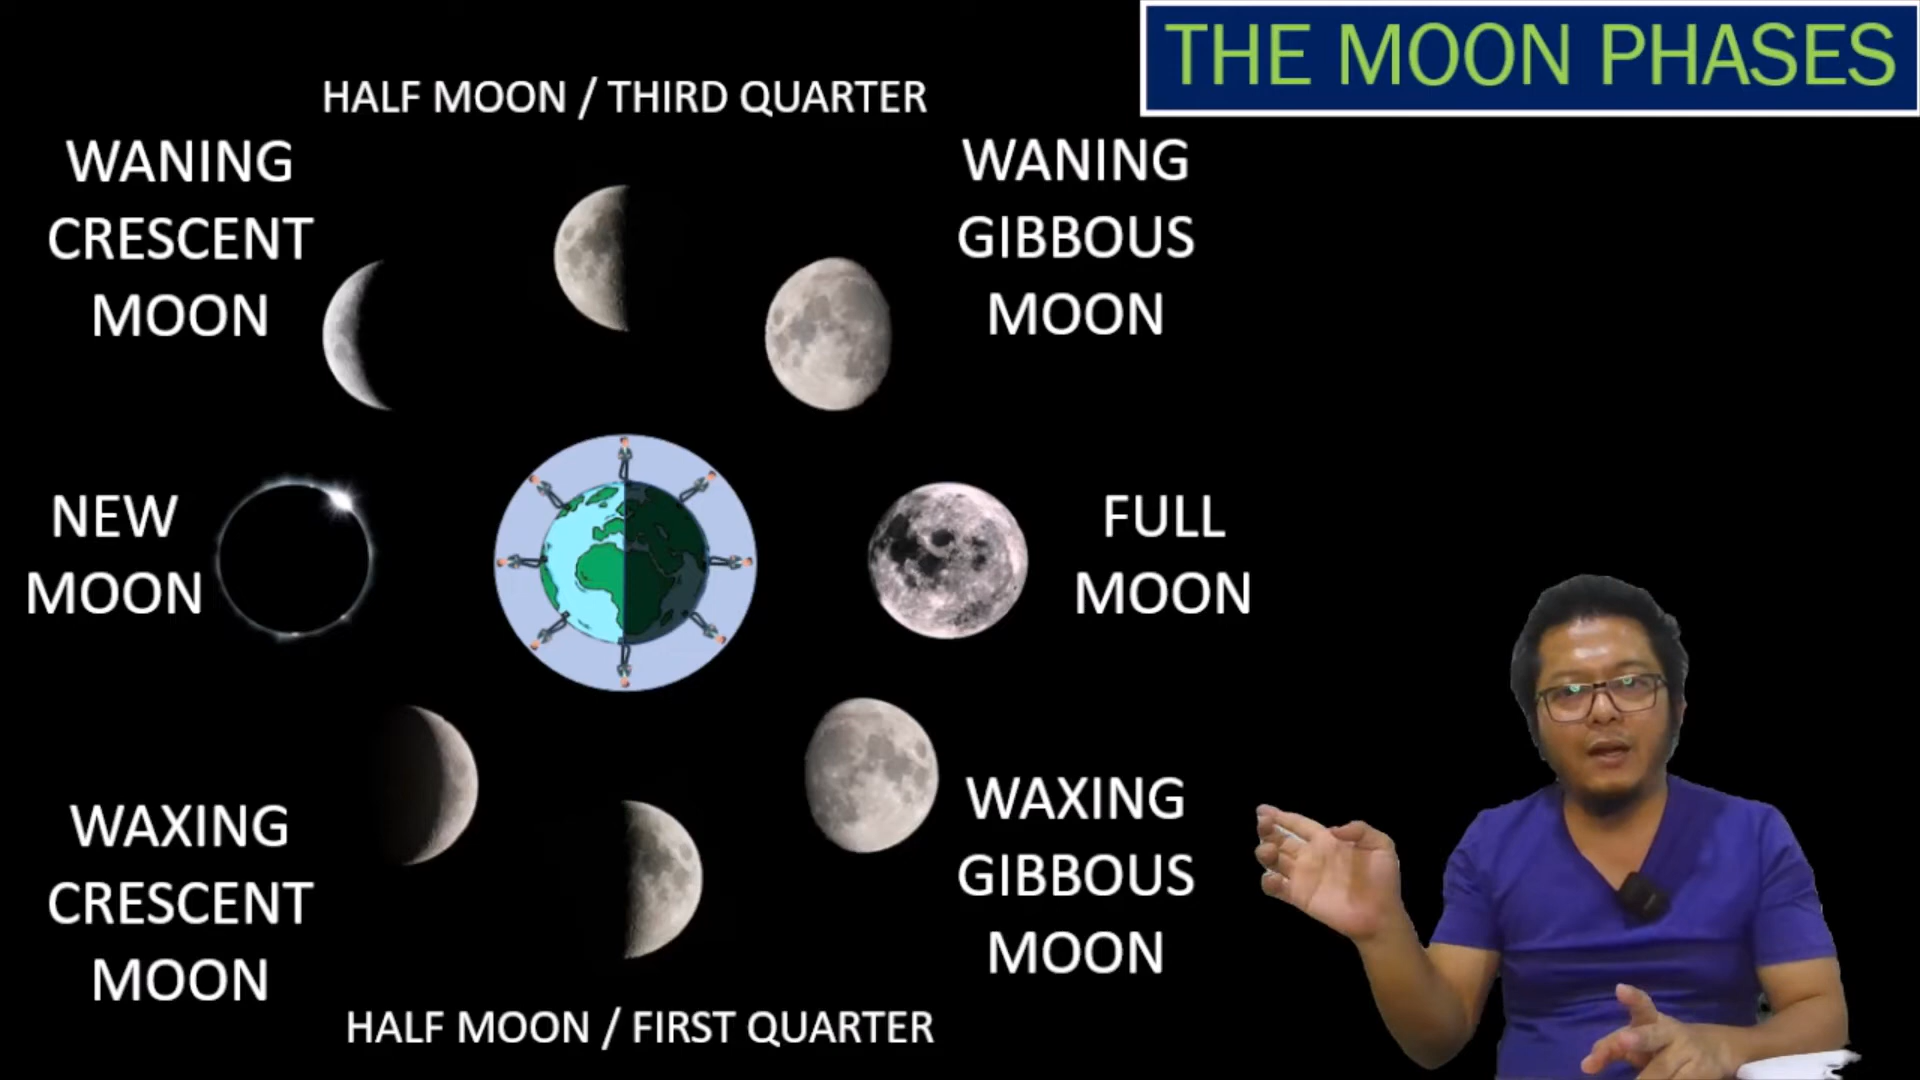 THE MOON PHASES
HALF MOON / THIRD QUARTER
WANING
CRESCENT
MOON
WANING
GIBBOUS
MOON
NEW
MOON
FULL
MOON
WAXING
CRESCENT
MOON
WAXING
GIBBOUS
MOON
HALF MOON / FIRST QUARTER